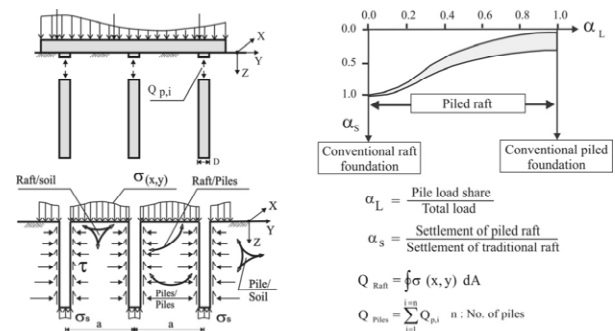 X
Y
Z
Q p,i
D
σ(x,y)
Raft/soil
Raft/Piles
X
Y
Z
τ
Piles/
Piles
Pile/
Soil
σs
σs
a
a
0.0 0.2 0.4 0.6 0.8 1.0 αL
0.0
0.5
1.0
αs
Piled raft
Conventional raft
foundation
Conventional piled
foundation
αL = Pile load share / Total load
αs = Settlement of piled raft / Settlement of traditional raft
Q Raft = ∮σ (x, y) dA
Q Piles = ∑ i=n i=1 Qp,i n : No. of piles